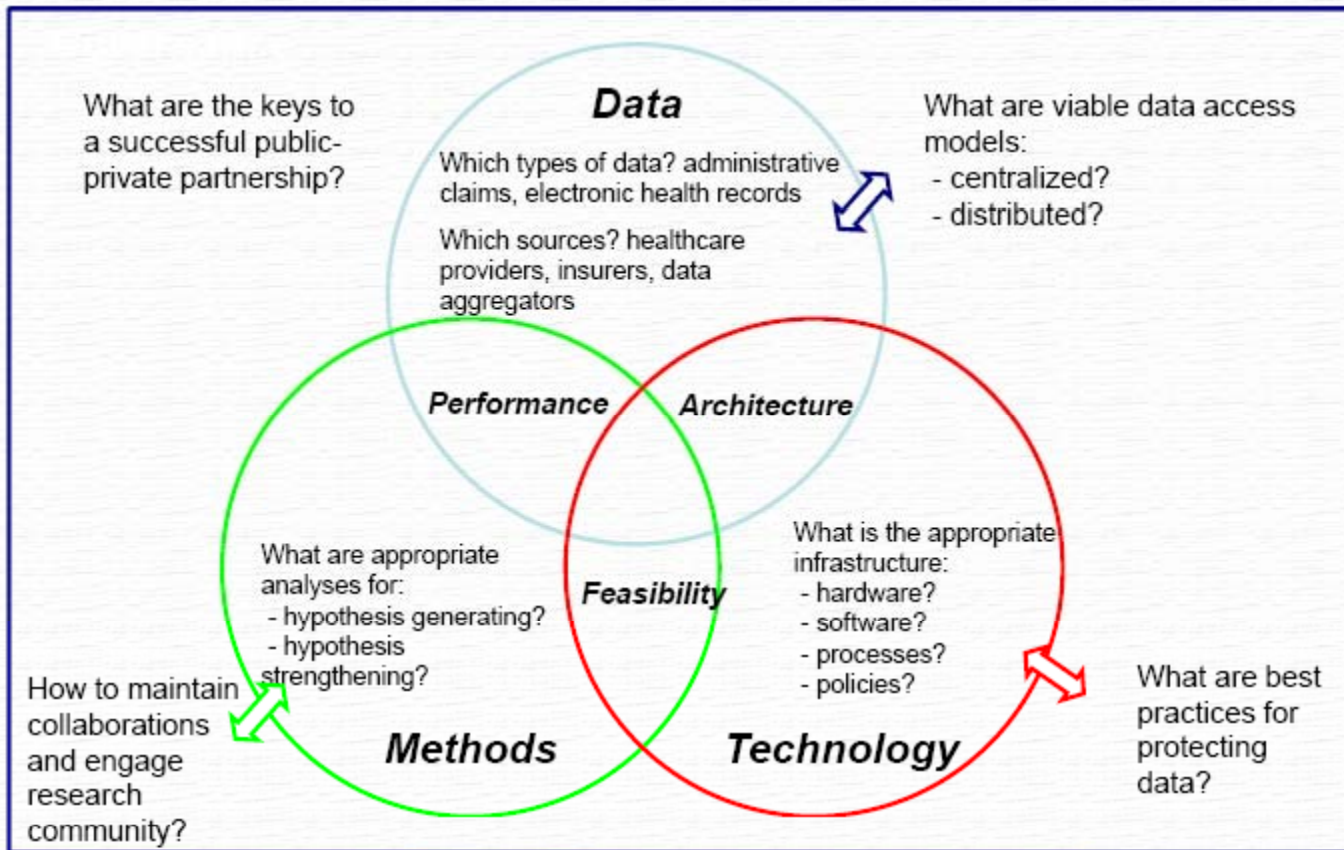 What are the keys to
a successful public-
private partnership?
Data
Which types of data? administrative
claims, electronic health records
Which sources? healthcare
providers, insurers, data
aggregators
What are viable data access
models:
- centralized?
- distributed?
Performance
Architecture
Feasibility
What are appropriate
analyses for:
- hypothesis generating?
- hypothesis
strengthening?
Methods
What is the appropriate
infrastructure:
- hardware?
- software?
- processes?
- policies?
Technology
How to maintain
collaborations
and engage
research
community?
What are best
practices for
protecting
data?